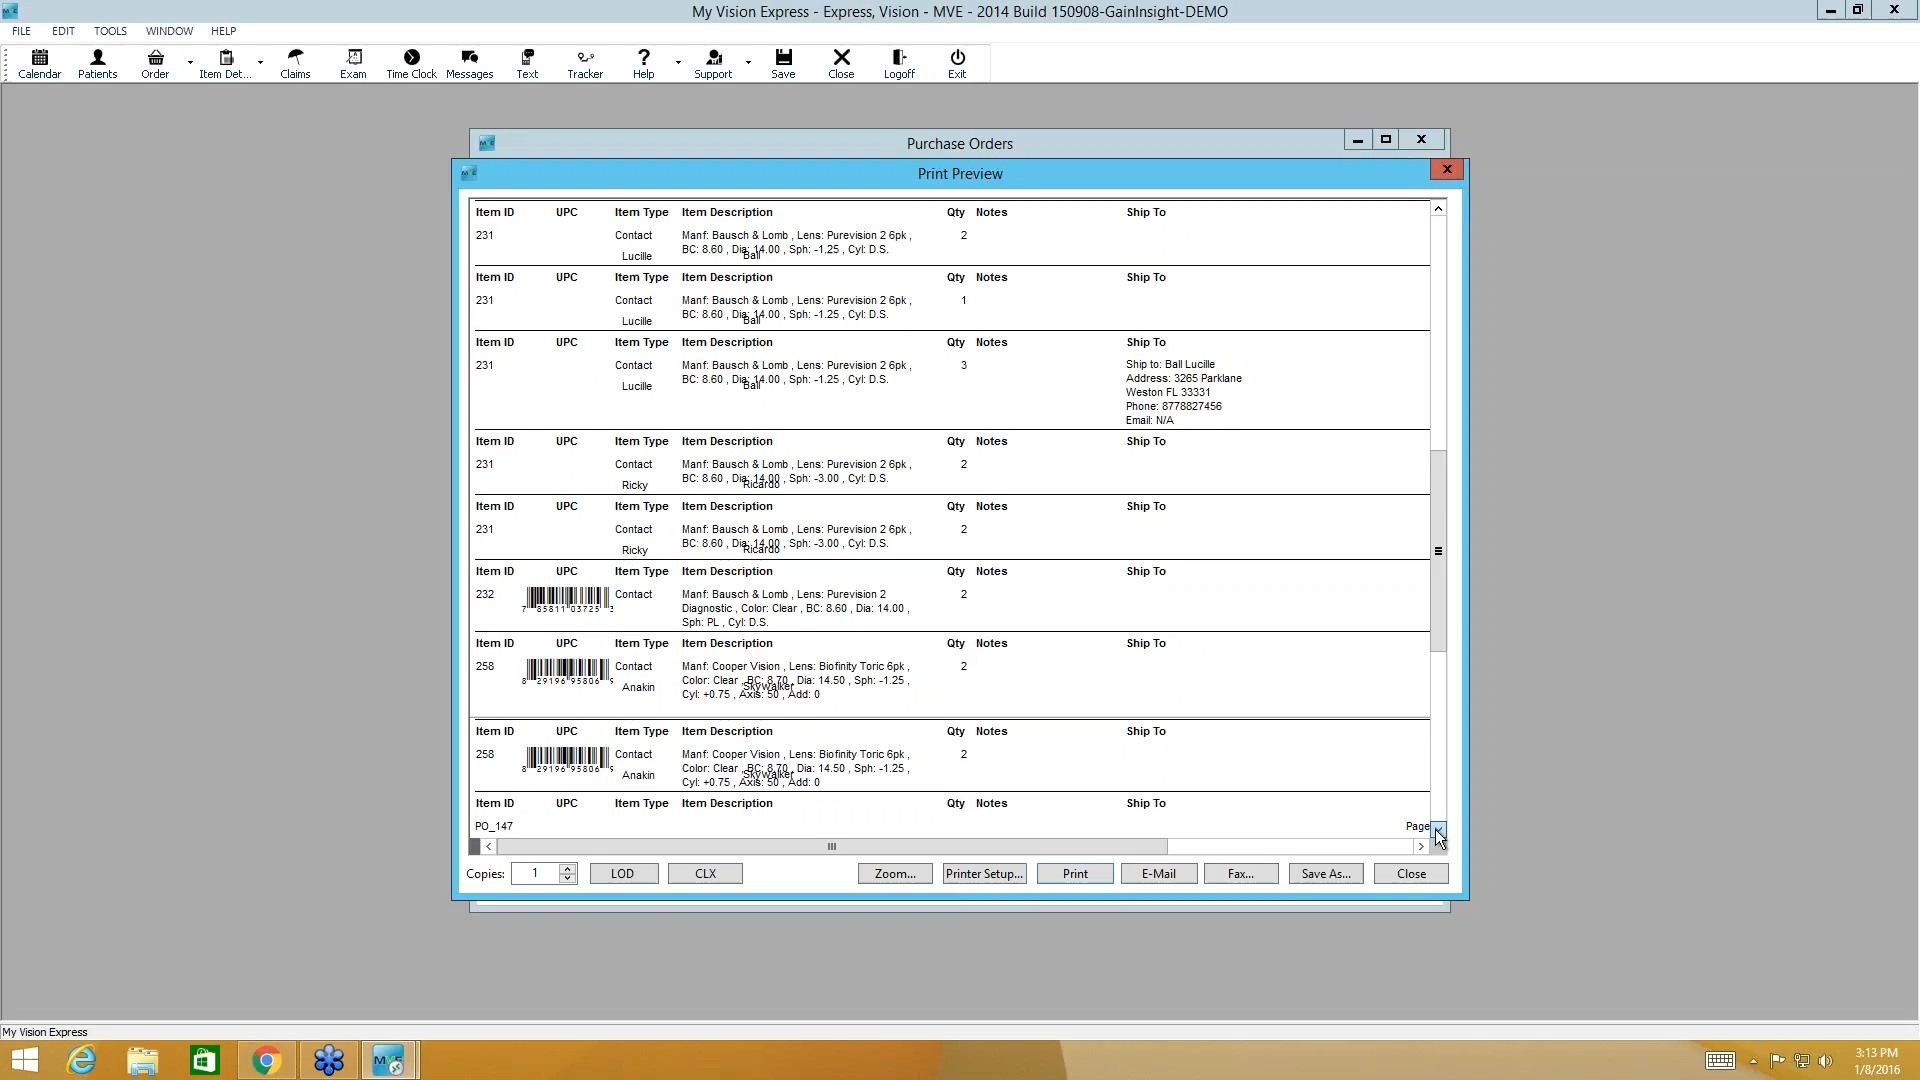 My Vision Express - Express, Vision - MVE - 2014 Build 150908-GainInsight-DEMO
FILE EDIT TOOLS WINDOW HELP
Calendar Patients Order Item Det... Claims Exam Time Clock Messages Text Tracker Help Support Save Close Logoff Exit
Purchase Orders
Print Preview
Item ID UPC Item Type Item Description Qty Notes Ship To
231 Contact Manf: Bausch & Lomb , Lens: Purevision 2 6pk , 2
BC: 8.60 , Dia: 14.00 , Sph: -1.25 , Cyl: D.S.
Lucille Ball
Item ID UPC Item Type Item Description Qty Notes Ship To
231 Contact Manf: Bausch & Lomb , Lens: Purevision 2 6pk , 1
BC: 8.60 , Dia: 14.00 , Sph: -1.25 , Cyl: D.S.
Lucille Ball
Item ID UPC Item Type Item Description Qty Notes Ship To
231 Contact Manf: Bausch & Lomb , Lens: Purevision 2 6pk , 3 Ship to: Ball Lucille
BC: 8.60 , Dia: 14.00 , Sph: -1.25 , Cyl: D.S. Address: 3265 Parklane
Lucille Ball Weston FL 33331
Phone: 8778827456
Email: N/A
Item ID UPC Item Type Item Description Qty Notes Ship To
231 Contact Manf: Bausch & Lomb , Lens: Purevision 2 6pk , 2
BC: 8.60 , Dia: 14.00 , Sph: -3.00 , Cyl: D.S.
Ricky Ricardo
Item ID UPC Item Type Item Description Qty Notes Ship To
231 Contact Manf: Bausch & Lomb , Lens: Purevision 2 6pk , 2
BC: 8.60 , Dia: 14.00 , Sph: -3.00 , Cyl: D.S.
Ricky Ricardo
Item ID UPC Item Type Item Description Qty Notes Ship To
232 Contact Manf: Bausch & Lomb , Lens: Purevision 2 2
7 85811 03725 Diagnostic , Color: Clear , BC: 8.60 , Dia: 14.00 ,
Sph: PL , Cyl: D.S.
Item ID UPC Item Type Item Description Qty Notes Ship To
258 Contact Manf: Cooper Vision , Lens: Biofinity Toric 6pk , 2
8 29196 95806 Color: Clear , BC: 8.70 , Dia: 14.50 , Sph: -1.25 ,
Anakin Skywalker
Cyl: +0.75 , Axis: 50 , Add: 0
Item ID UPC Item Type Item Description Qty Notes Ship To
258 Contact Manf: Cooper Vision , Lens: Biofinity Toric 6pk , 2
8 29196 95806 Color: Clear , BC: 8.70 , Dia: 14.50 , Sph: -1.25 ,
Anakin Skywalker
Cyl: +0.75 , Axis: 50 , Add: 0
Item ID UPC Item Type Item Description Qty Notes Ship To
PO_147 Page
Copies: 1 LOD CLX Zoom... Printer Setup... Print E-Mail Fax... Save As... Close
My Vision Express
3:13 PM
1/8/2016